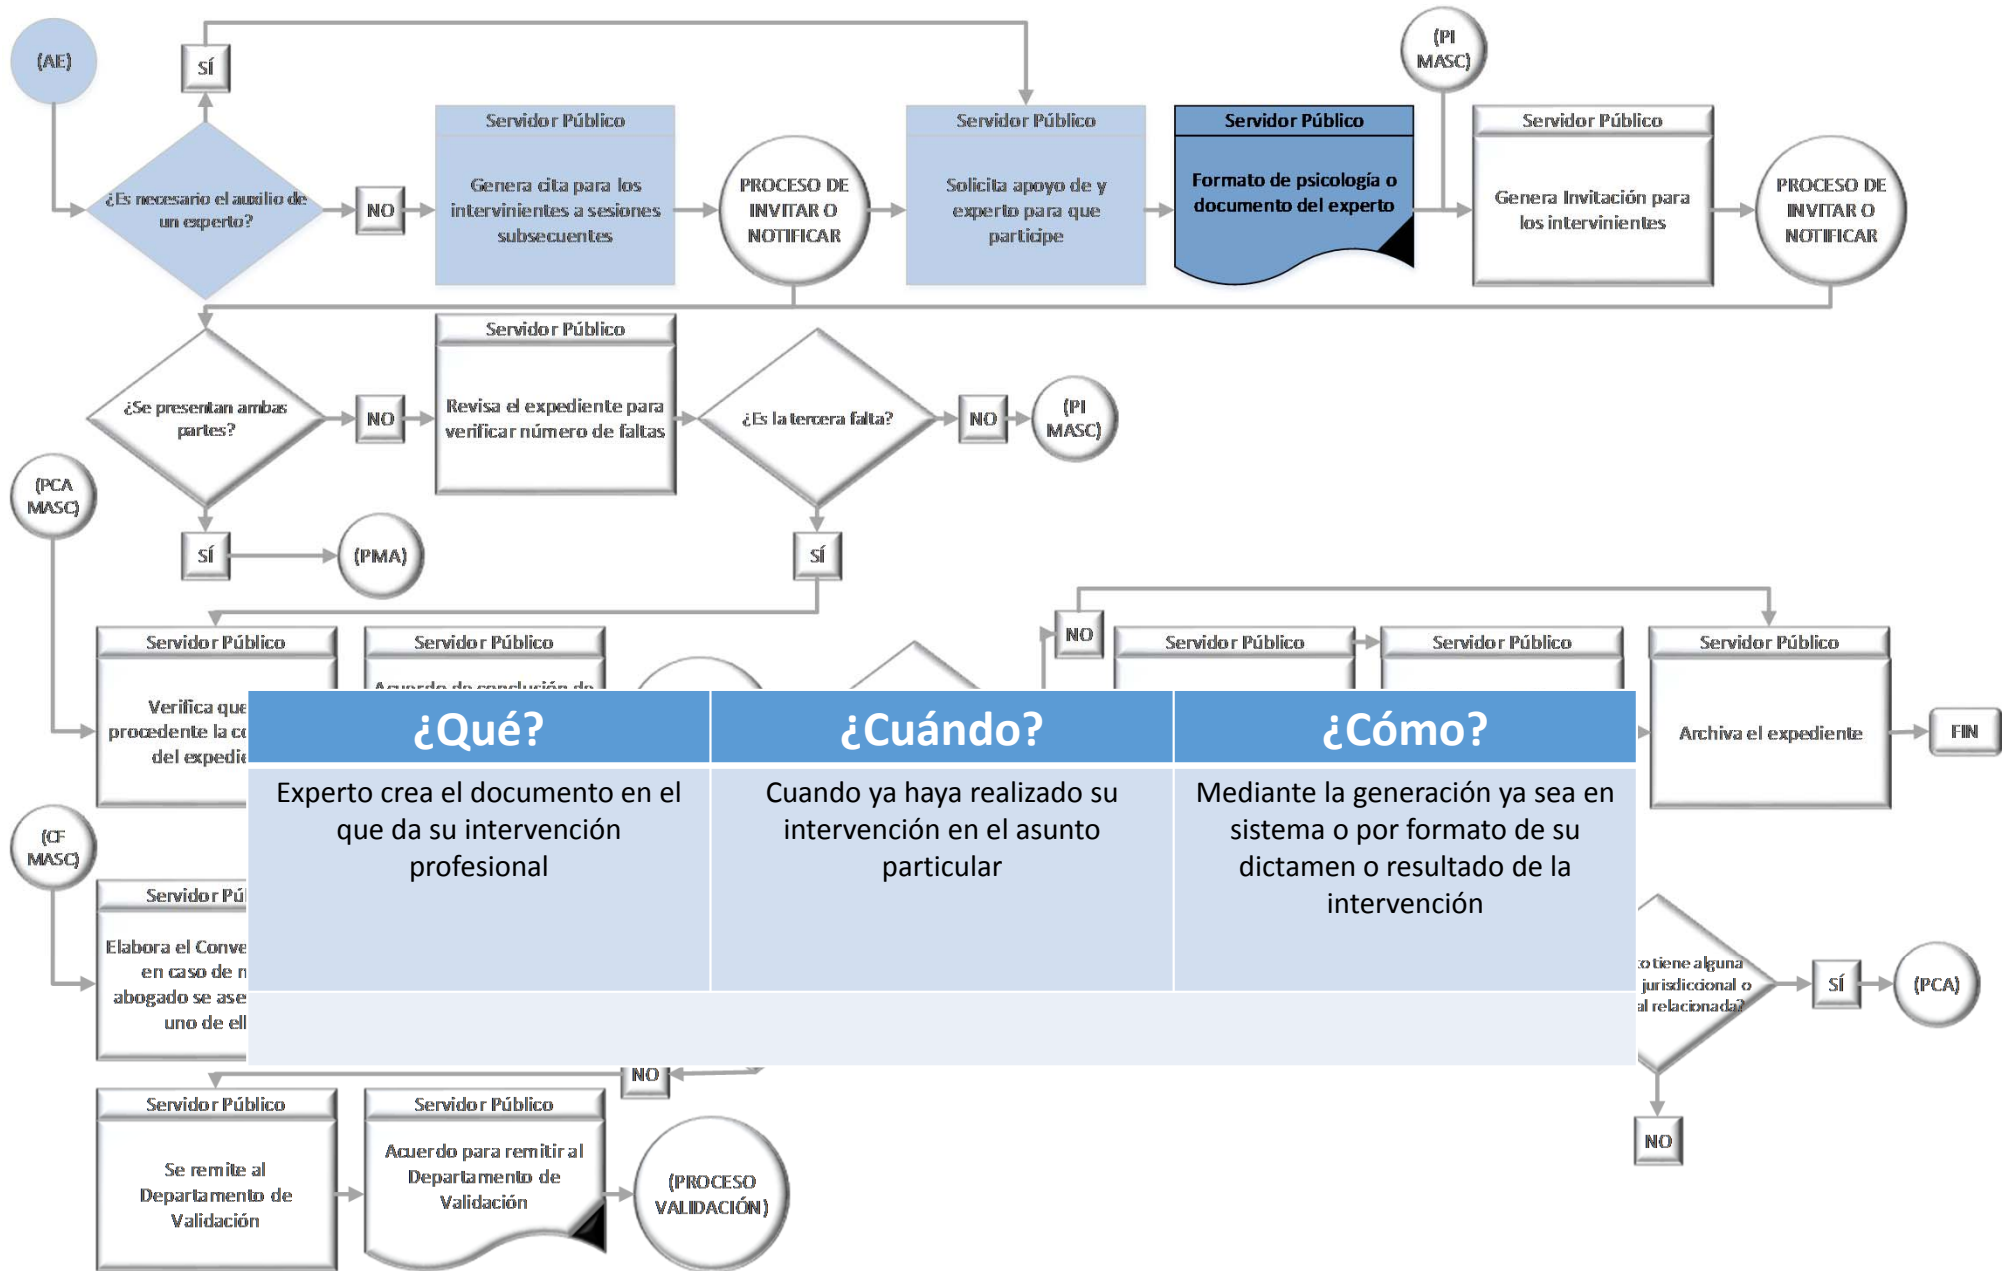 (AE)
SÍ
(PI
MASC)
¿Es necesario el auxilio de
un experto?
NO
Servidor Público
Genera cita para los
intervinientes a sesiones
subsecuentes
PROCESO DE
INVITAR O
NOTIFICAR
Servidor Público
Solicita apoyo de y
experto para que
participe
Servidor Público
Formato de psicología o
documento del experto
Servidor Público
Genera Invitación para
los intervinientes
PROCESO DE
INVITAR O
NOTIFICAR
¿Se presentan ambas
partes?
NO
Servidor Público
Revisa el expediente para
verificar número de faltas
¿Es la tercera falta?
NO
(PI
MASC)
(PCA
MASC)
SÍ
(PMA)
SÍ
Servidor Público
Verifica que
procedente la
del
Servidor Público
Acuerdo de conclusión de
NO
Servidor Público
Servidor Público
Servidor Público
Archiva el expediente
FIN
¿Qué?
¿Cuándo?
¿Cómo?
Experto crea el documento en el
que da su intervención
profesional
Cuando ya haya realizado su
intervención en el asunto
particular
Mediante la generación ya sea en
sistema o por formato de su
dictamen o resultado de la
intervención
(CF
MASC)
Servidor
Elabora el
en caso de
abogado se
uno de
tiene alguna
jurisdiccional o
relacionada?
SÍ
(PCA)
NO
NO
Servidor Público
Se remite al
Departamento de
Validación
Servidor Público
Acuerdo para remitir al
Departamento de
Validación
(PROCESO
VALIDACIÓN)